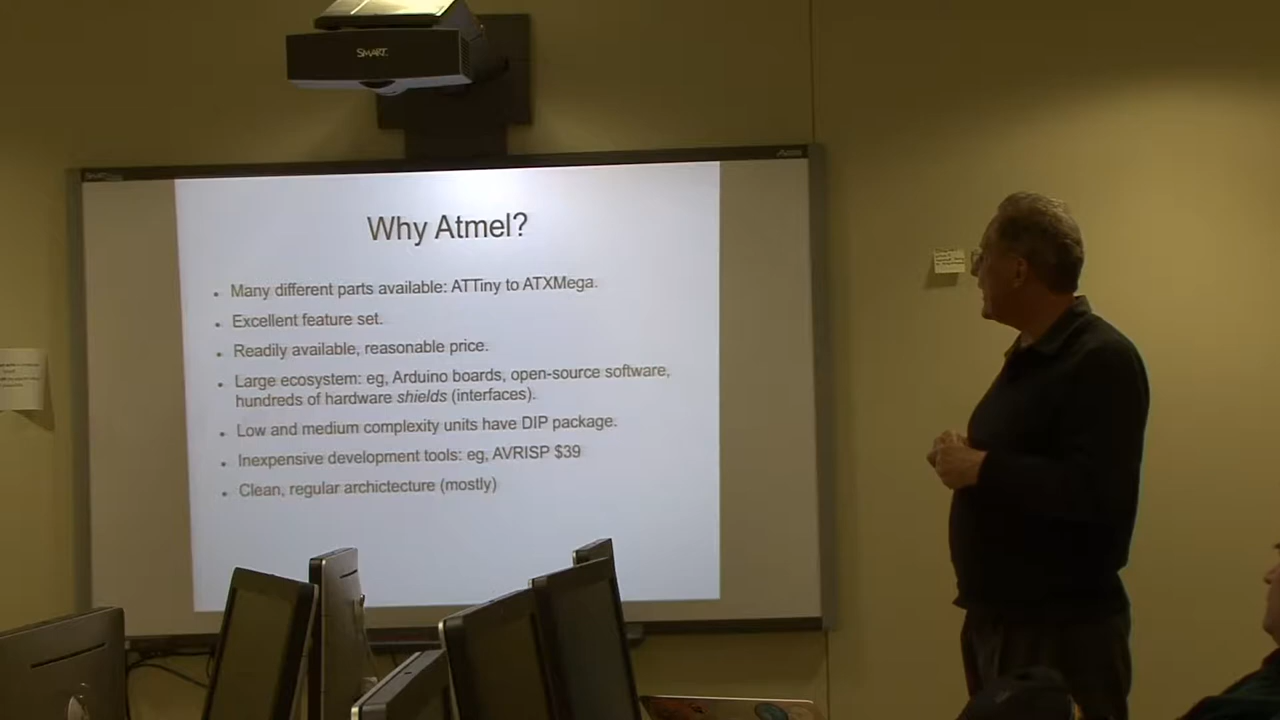 SMART
Why Atmel?
• Many different parts available: ATTiny to ATXMega.
• Excellent feature set.
• Readily available, reasonable price.
• Large ecosystem: eg, Arduino boards, open-source software,
hundreds of hardware shields (interfaces).
• Low and medium complexity units have DIP package.
• Inexpensive development tools: eg, AVRISP $39
• Clean, regular archictecture (mostly)